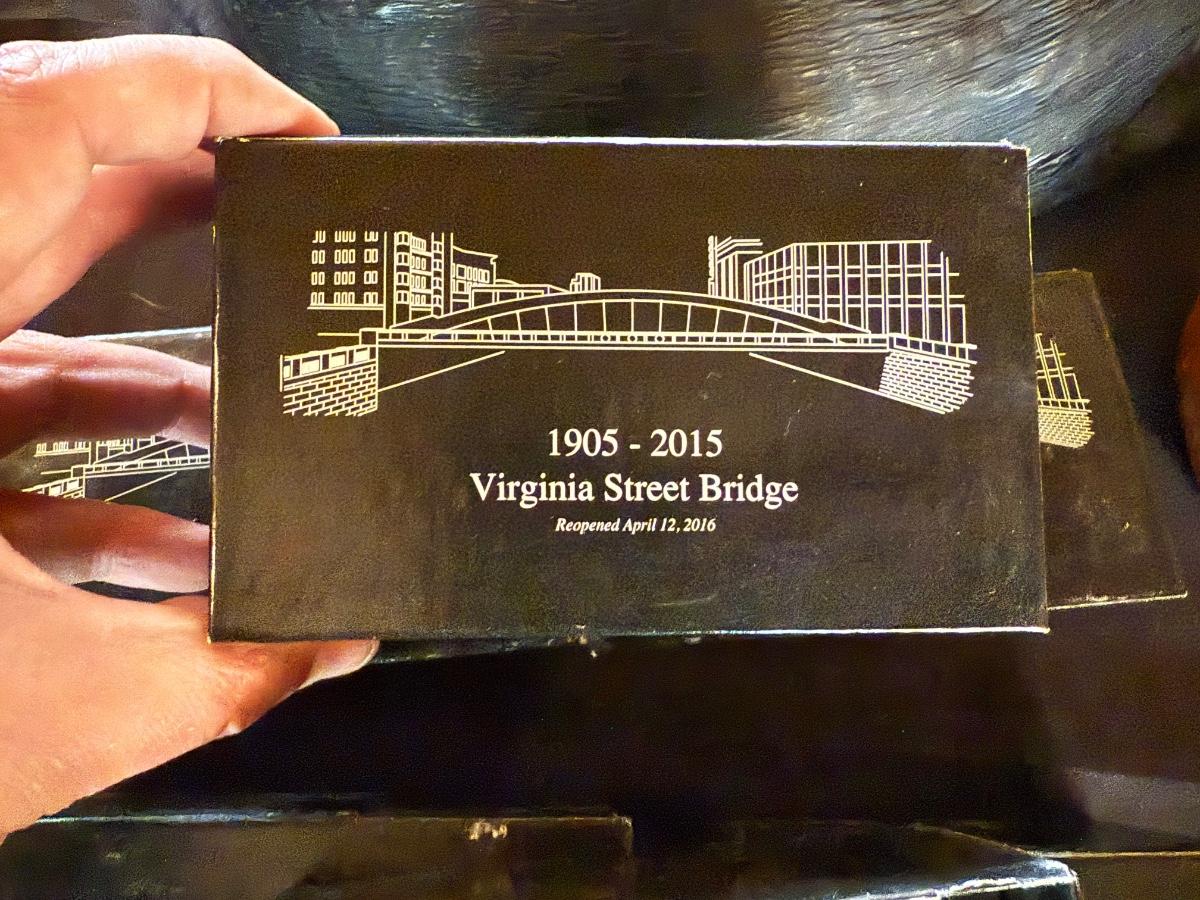 1905 - 2015
Virginia Street Bridge
Reopened April 12, 2016